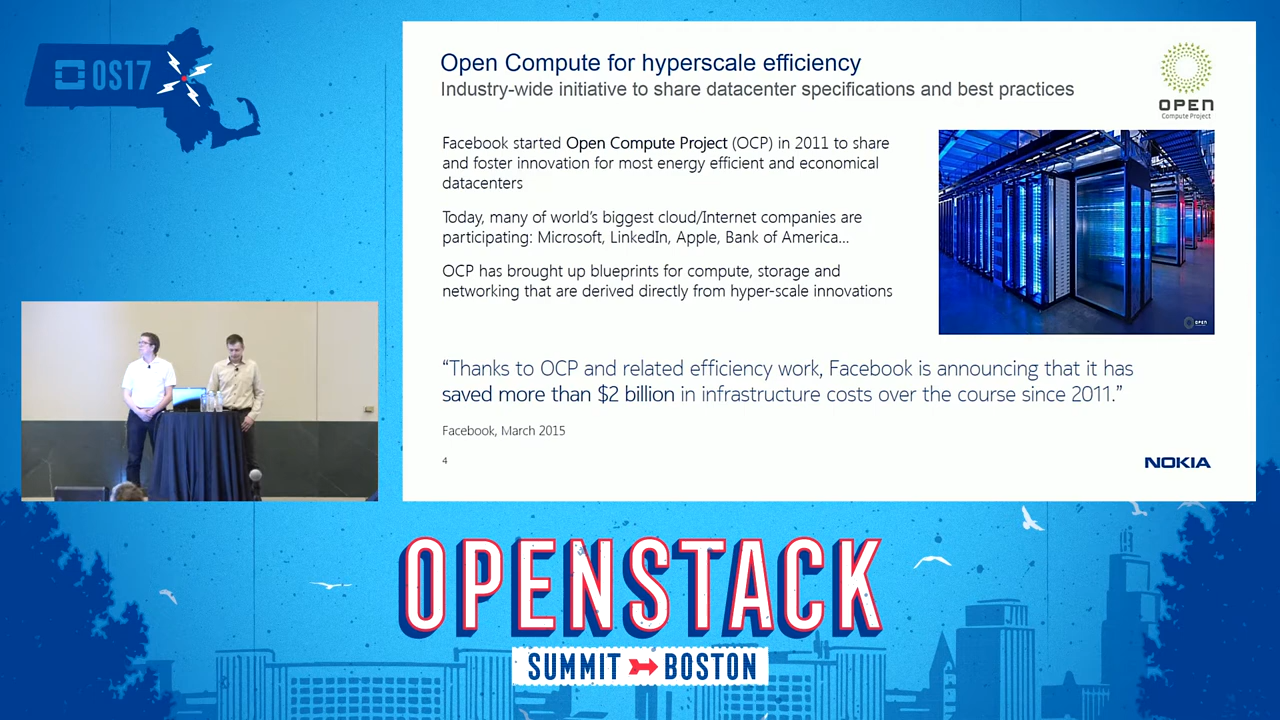 OS17
Open Compute for hyperscale efficiency
Industry-wide initiative to share datacenter specifications and best practices
OPEN
Compute Project
Facebook started Open Compute Project (OCP) in 2011 to share
and foster innovation for most energy efficient and economical
datacenters
Today, many of world's biggest cloud/Internet companies are
participating: Microsoft, LinkedIn, Apple, Bank of America...
OCP has brought up blueprints for compute, storage and
networking that are derived directly from hyper-scale innovations
OPEN
“Thanks to OCP and related efficiency work, Facebook is announcing that it has
saved more than $2 billion in infrastructure costs over the course since 2011.”
Facebook, March 2015
4
NOKIA
OPENSTACK
SUMMIT BOSTON